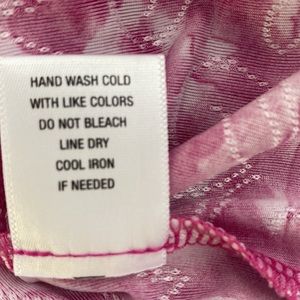 HAND WASH COLD
WITH LIKE COLORS
DO NOT BLEACH
LINE DRY
COOL IRON
IF NEEDED